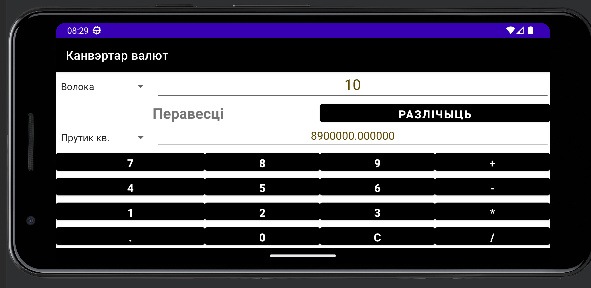 08:29
Канвэртар валют
Волока 10
Перавесці РАЗЛІЧЫЦЬ
Прутик кв. 8900000.000000
7 8 9 +
4 5 6 -
1 2 3 *
. 0 C /